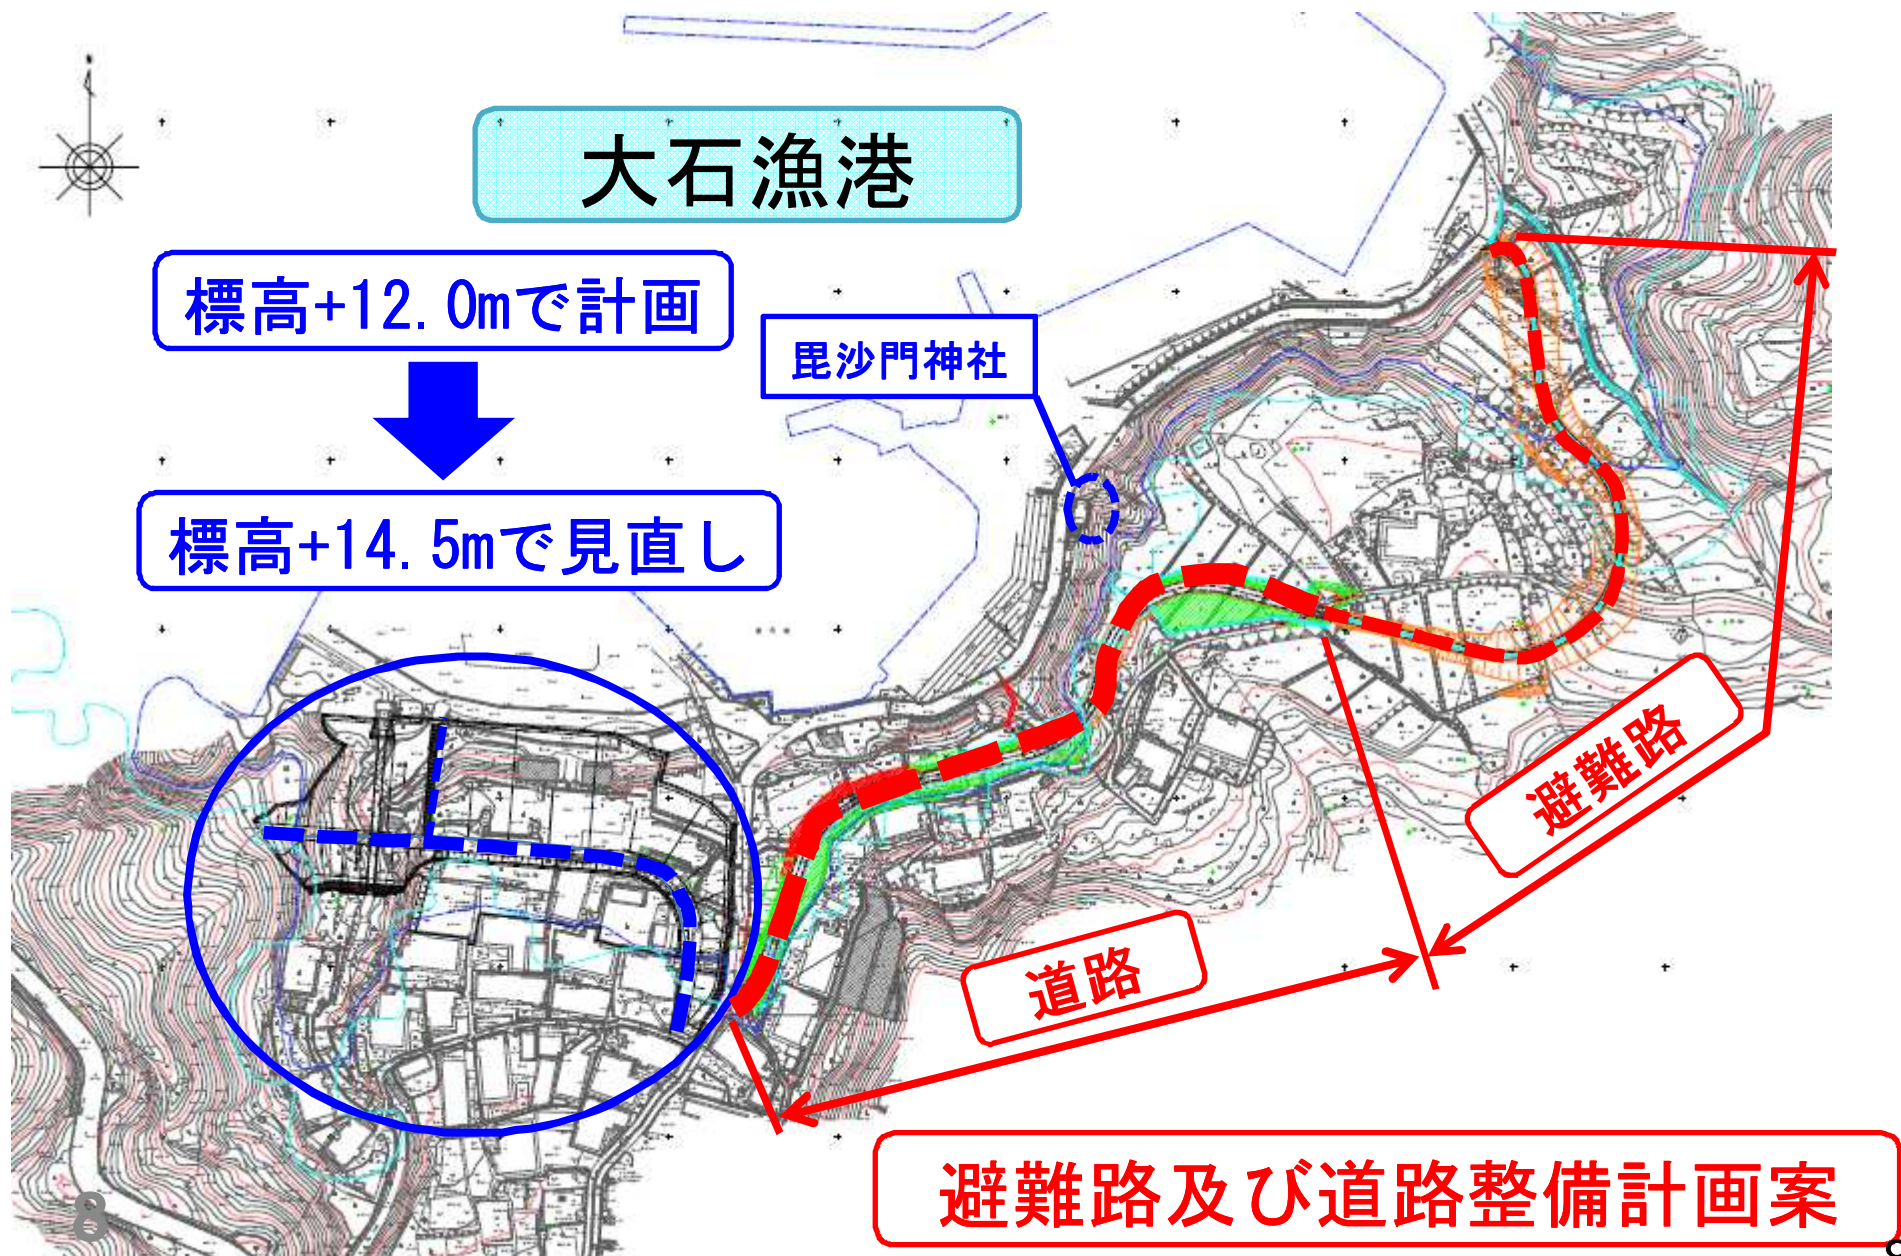 大石漁港
標高+12.0mで計画
毘沙門神社
標高+14.5mで見直し
避難路
道路
避難路及び道路整備計画案
8